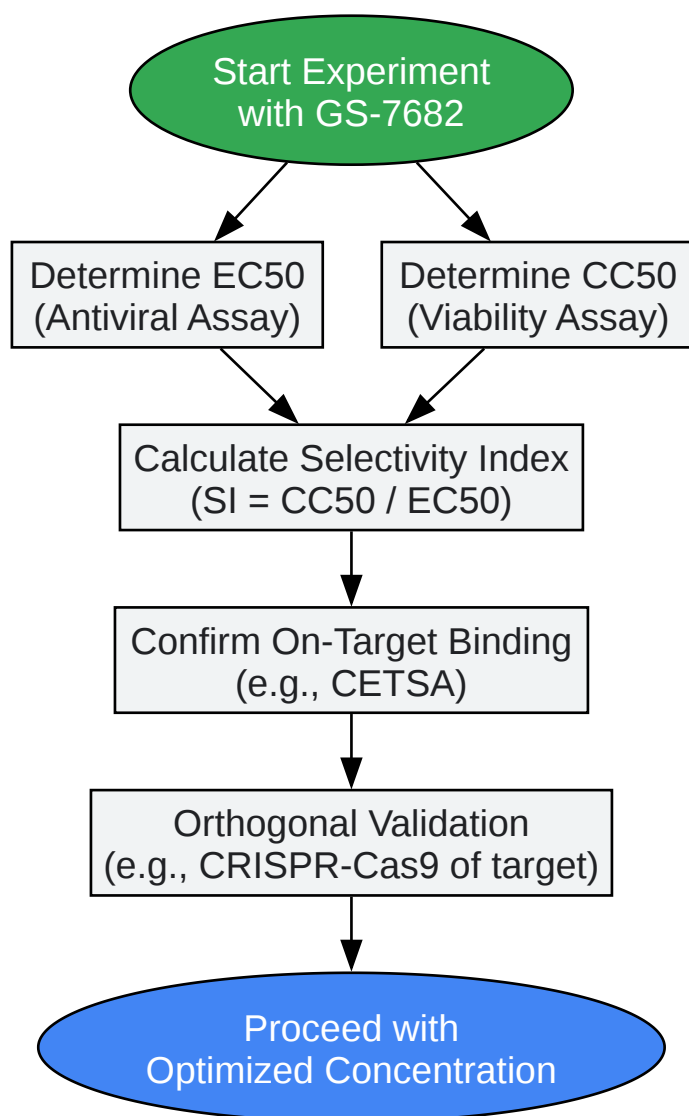 Start Experiment
with GS-7682
Determine EC50
(Antiviral Assay)
Determine CC50
(Viability Assay)
Calculate Selectivity Index
(SI = CC50 / EC50)
Confirm On-Target Binding
(e.g., CETSA)
Orthogonal Validation
(e.g., CRISPR-Cas9 of target)
Proceed with
Optimized Concentration